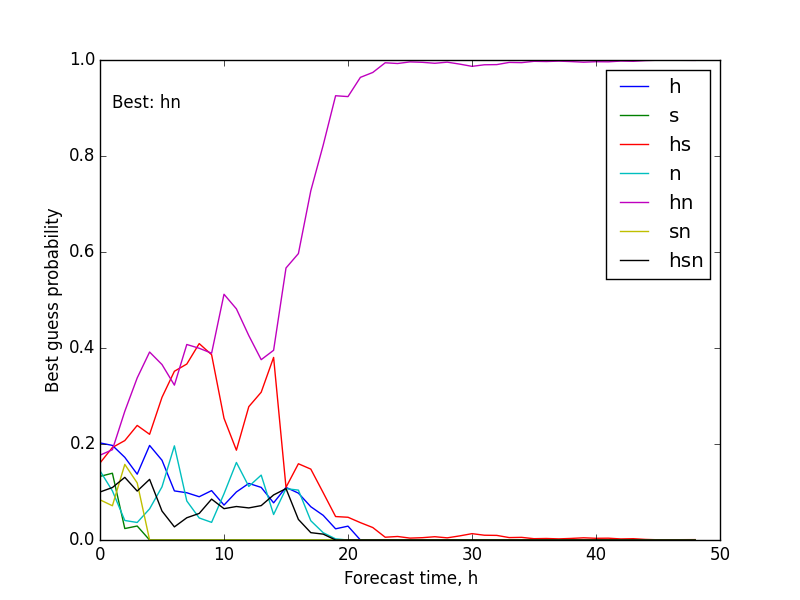 1.0
Best: hn
h
s
hs
n
hn
sn
hsn
0.8
0.6
0.4
0.2
0.0
Best guess probability
0 10 20 30 40 50
Forecast time, h